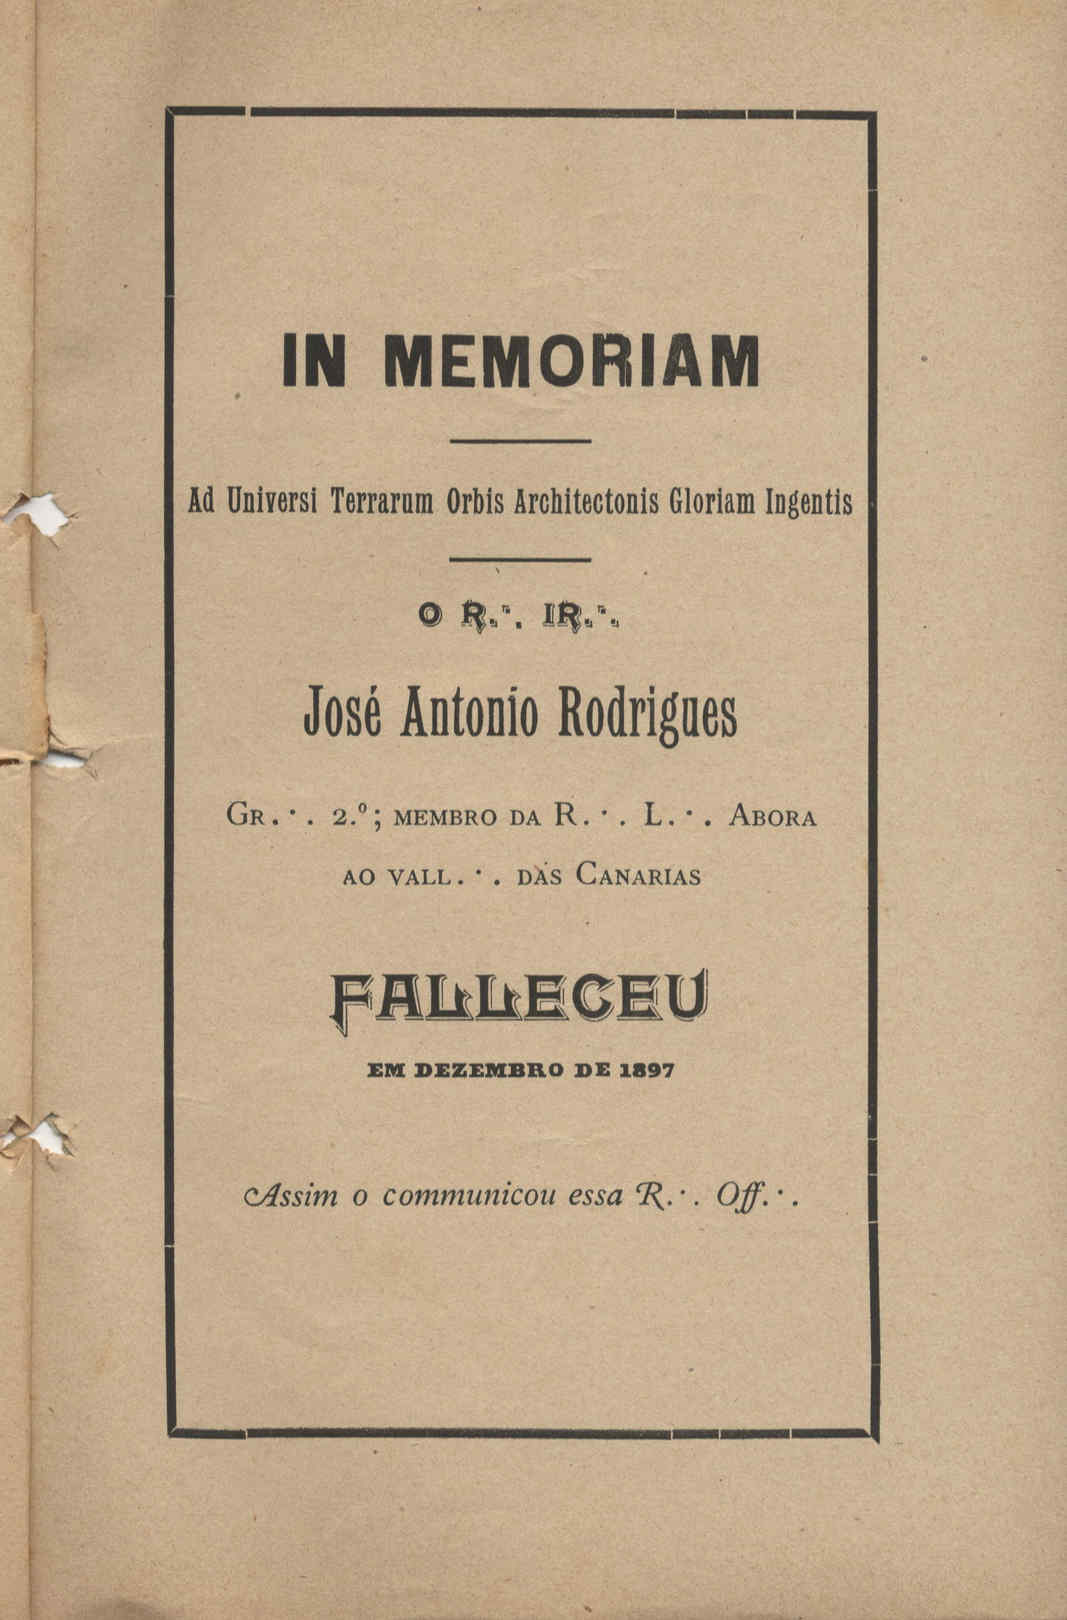 IN MEMORIAM
Ad Universi Terrarum Orbis Architectonis Gloriam Ingentis
O R.·. IR.·.
José Antonio Rodrigues
GR.·. 2.º; MEMBRO DA R.·. L.·. ABORA
AO VALL.·. DAS CANARIAS
FALLECEU
EM DEZEMBRO DE 1897
Assim o communicou essa R.·. Off.·.